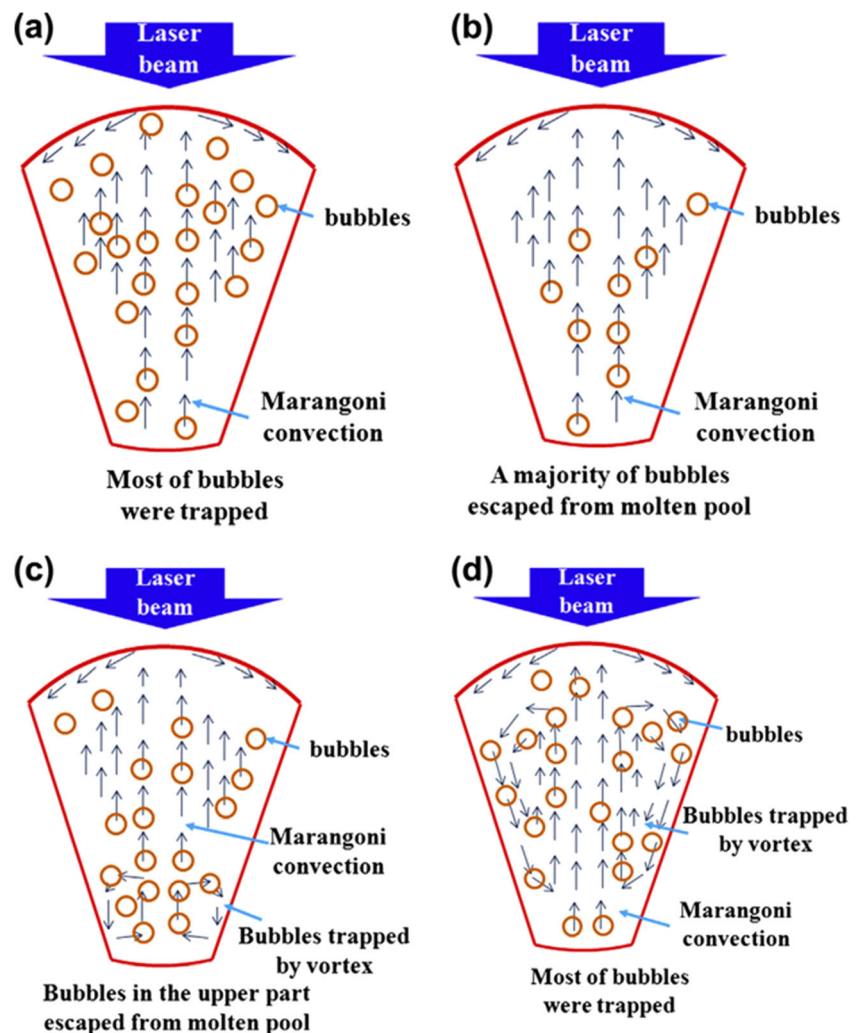 (a)
Laser
beam
bubbles
Marangoni
convection
Most of bubbles
were trapped
(b)
Laser
beam
bubbles
Marangoni
convection
A majority of bubbles
escaped from molten pool
(c)
Laser
beam
bubbles
Marangoni
convection
Bubbles trapped
by vortex
Bubbles in the upper part
escaped from molten pool
(d)
Laser
beam
bubbles
Bubbles trapped
by vortex
Marangoni
convection
Most of bubbles
were trapped